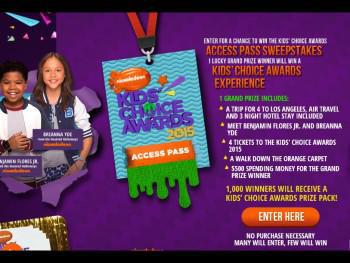 ENTER FOR A CHANCE TO WIN THE KIDS' CHOICE AWARDS
ACCESS PASS SWEEPSTAKES
1 LUCKY GRAND PRIZE WINNER WILL WIN A
KIDS' CHOICE AWARDS
EXPERIENCE
1 GRAND PRIZE INCLUDES:
A TRIP FOR 4 TO LOS ANGELES, AIR TRAVEL
AND 3 NIGHT HOTEL STAY INCLUDED
MEET BENJAMIN FLORES JR. AND BREANNA
YDE
4 TICKETS TO THE KIDS' CHOICE AWARDS
2015
A WALK DOWN THE ORANGE CARPET
$500 SPENDING MONEY FOR THE GRAND
PRIZE WINNER
1,000 WINNERS WILL RECEIVE A
KIDS' CHOICE AWARDS PRIZE PACK!
ENTER HERE
NO PURCHASE NECESSARY
MANY WILL ENTER, FEW WILL WIN
nickelodeon
KIDS'
CHOICE
AWARDS
2015
ACCESS PASS
BREANNA
YDE
nickelodeon
NJAMIN FLORES JR.
nickelodeon